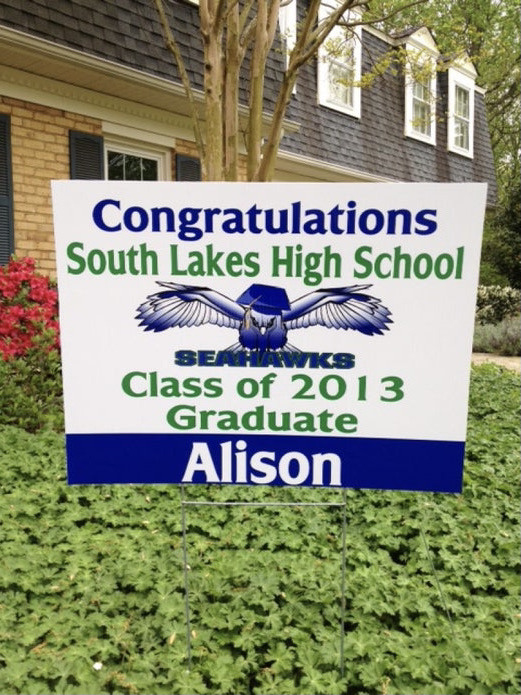 Congratulations
South Lakes High School
SEAHAWKS
Class of 2013
Graduate
Alison